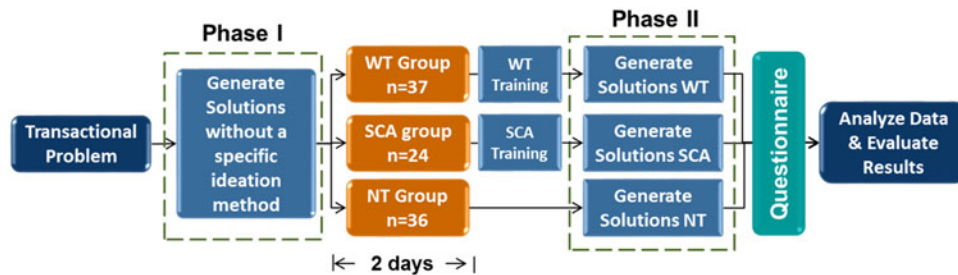 Phase I
Phase II
Transactional
Problem
Generate
Solutions
without a
specific
ideation
method
WT Group
n=37
WT
Training
Generate
Solutions WT
SCA group
n=24
SCA
Training
Generate
Solutions SCA
NT Group
n=36
Generate
Solutions NT
Questionnaire
Analyze Data
& Evaluate
Results
2 days